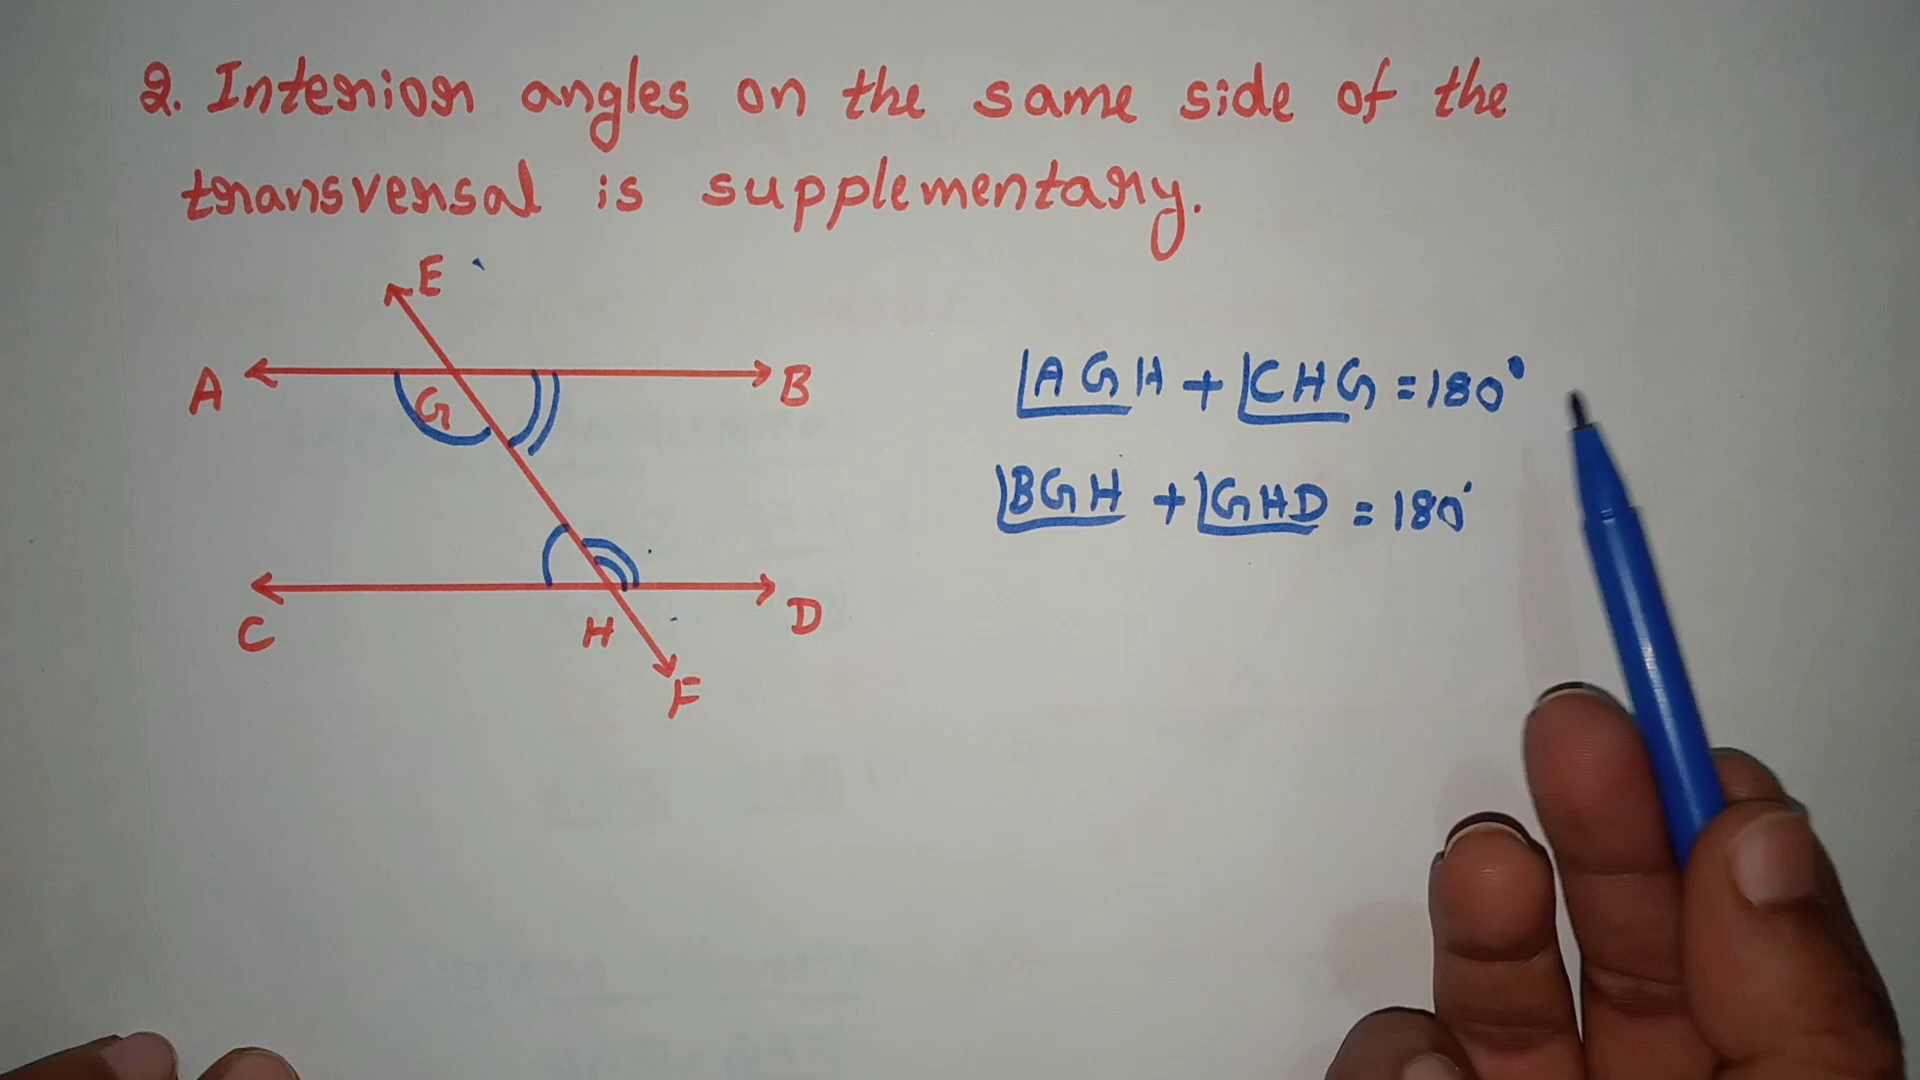 2. Interior angles on the same side of the
transversal is supplementary.
E
A
G
B
∠AGH + ∠CHG = 180°
∠BGH + ∠GHD = 180°
C
H
D
F